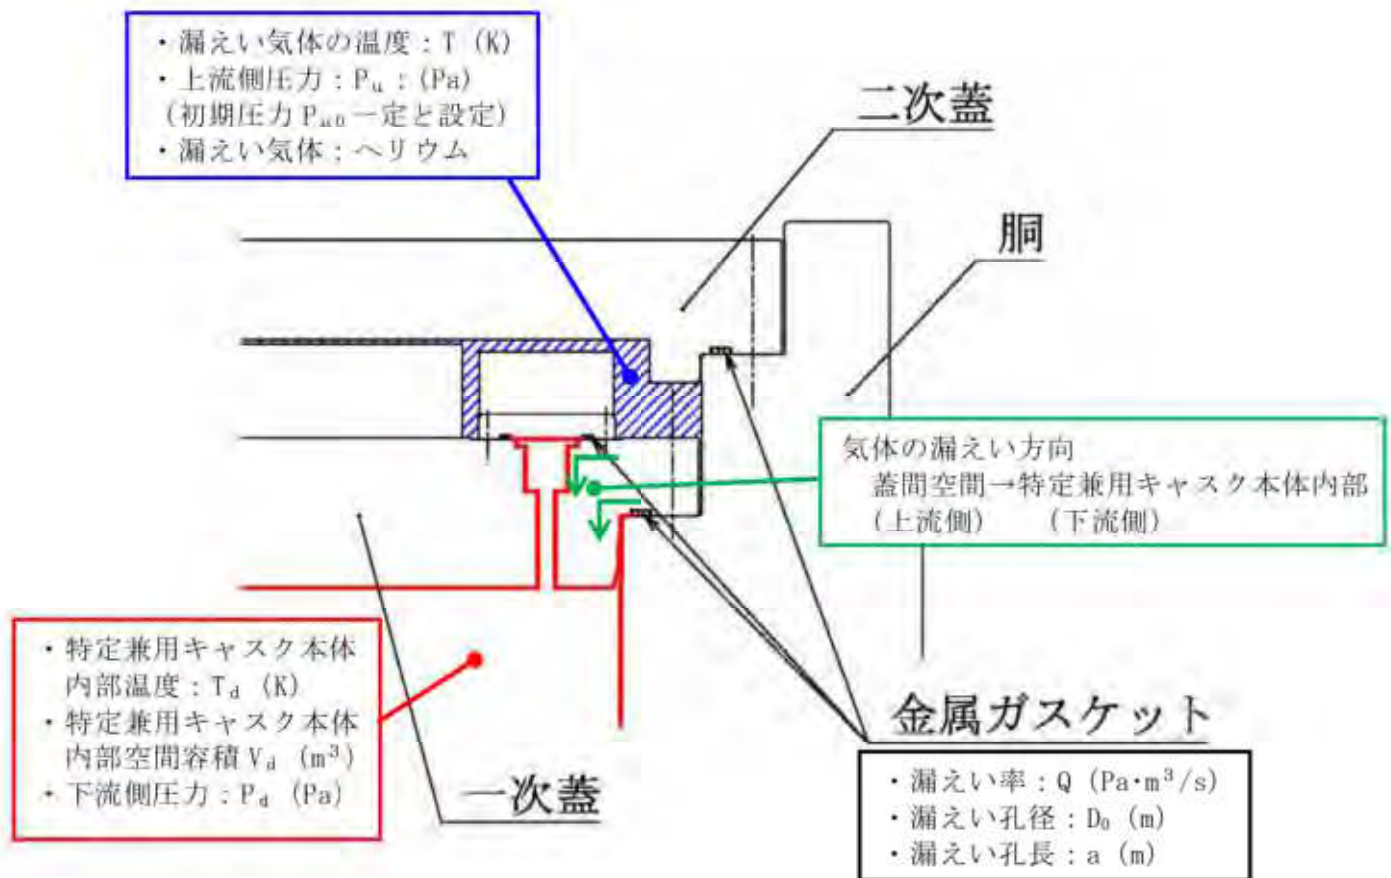 ・漏えい気体の温度：T (K)
・上流側圧力：Pu：(Pa)
(初期圧力 Pu0 一定と設定)
・漏えい気体：ヘリウム
二次蓋
胴
気体の漏えい方向
蓋間空間→特定兼用キャスク本体内部
(上流側)　(下流側)
・特定兼用キャスク本体
内部温度：Td (K)
・特定兼用キャスク本体
内部空間容積 Vd (m³)
・下流側圧力：Pd (Pa)
一次蓋
金属ガスケット
・漏えい率：Q (Pa・m³/s)
・漏えい孔径：D₀ (m)
・漏えい孔長：a (m)